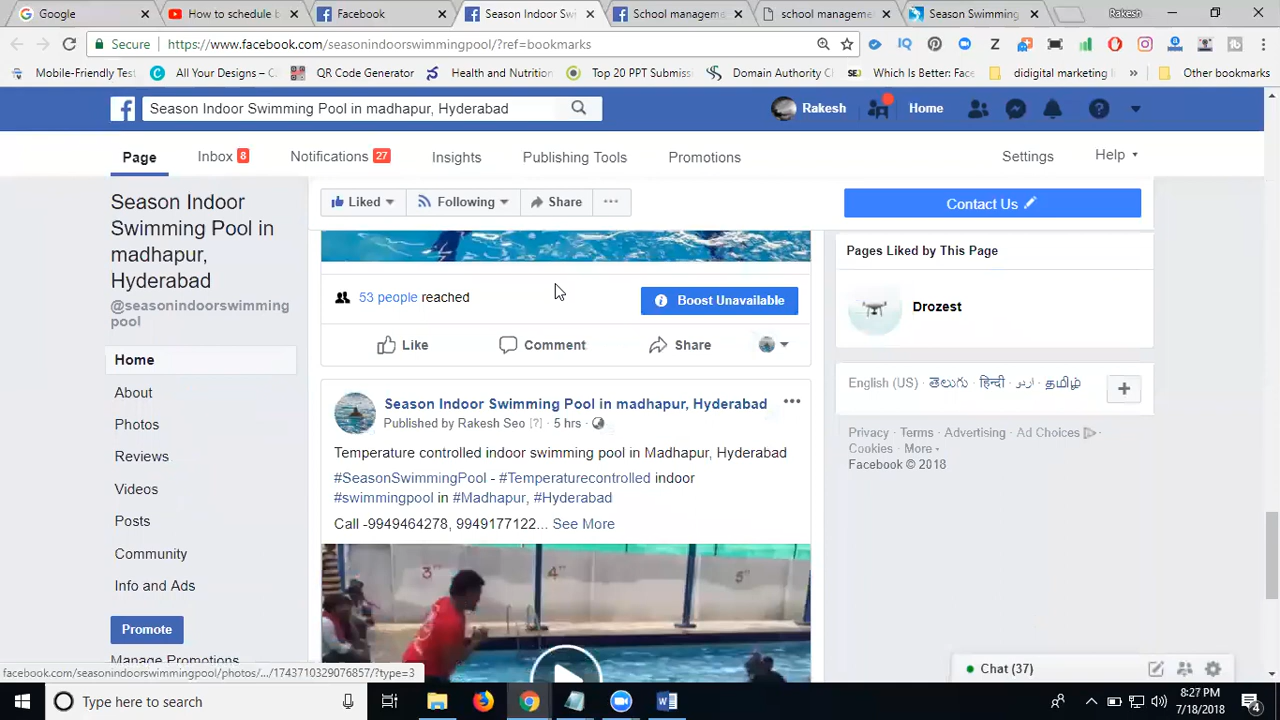 Google
How to schedule b
Facebook
Season Indoor Swi
School manageme
school manageme
Season Swimming
Rakesh
Secure
https://www.facebook.com/seasonindoorswimmingpool/?ref=bookmarks
Mobile-Friendly Test
All Your Designs – Ca
QR Code Generator
Health and Nutrition
Top 20 PPT Submiss
Domain Authority C
Which Is Better: Face
didigital marketing
Other bookmarks
Season Indoor Swimming Pool in madhapur, Hyderabad
Rakesh
Home
Page
Inbox 8
Notifications 27
Insights
Publishing Tools
Promotions
Settings
Help
Season Indoor
Swimming Pool in
madhapur,
Hyderabad
@seasonindoorswimming
pool
Home
About
Photos
Reviews
Videos
Posts
Community
Info and Ads
Promote
Manage Promotions
Liked
Following
Share
Contact Us
53 people reached
Boost Unavailable
Like
Comment
Share
Season Indoor Swimming Pool in madhapur, Hyderabad
Published by Rakesh Seo [?] · 5 hrs ·
Temperature controlled indoor swimming pool in Madhapur, Hyderabad
#SeasonSwimmingPool - #Temperaturecontrolled indoor
#swimmingpool in #Madhapur, #Hyderabad
Call -9949464278, 9949177122... See More
3"
4"
5"
Pages Liked by This Page
Drozest
English (US) · తెలుగు · हिन्दी · اردو · தமிழ்
Privacy · Terms · Advertising · Ad Choices ·
Cookies · More
Facebook © 2018
Chat (37)
facebook.com/seasonindoorswimmingpool/photos/.../1743710329076857/?type=3
Type here to search
8:27 PM
7/18/2018
4